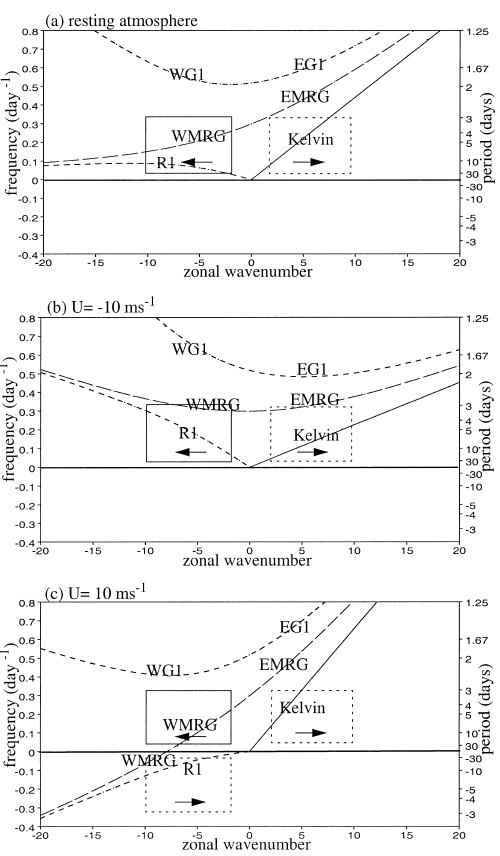 (a) resting atmosphere
0.8 1.25
0.7 WG1 EG1 1.67
0.6
0.5 2
EMRG
0.4
0.3 WMRG Kelvin 3
4
0.2 5
0.1 R1 10
0 30
-0.1 -30
-10
-0.2 -5
-4
-0.3 -3
-0.4
-20 -15 -10 -5 0 5 10 15 20
zonal wavenumber
frequency (day -1)
period (days)
(b) U= -10 ms-1
0.8 1.25
0.7
WG1
0.6 EG1 1.67
0.5 2
0.4
WMRG EMRG
0.3 3
4
0.2 R1 Kelvin 5
0.1 10
0 30
-30
-0.1 -10
-0.2 -5
-4
-0.3 -3
-0.4
-20 -15 -10 -5 0 5 10 15 20
zonal wavenumber
frequency (day -1)
period (days)
(c) U= 10 ms-1
0.8 1.25
0.7 EG1
0.6 1.67
0.5 2
WG1 EMRG
0.4
0.3 3
4
0.2 Kelvin 5
WMRG
0.1 10
0 30
WMRG -30
-0.1 R1 -10
-0.2 -5
-4
-0.3 -3
-0.4
-20 -15 -10 -5 0 5 10 15 20
zonal wavenumber
frequency (day -1)
period (days)